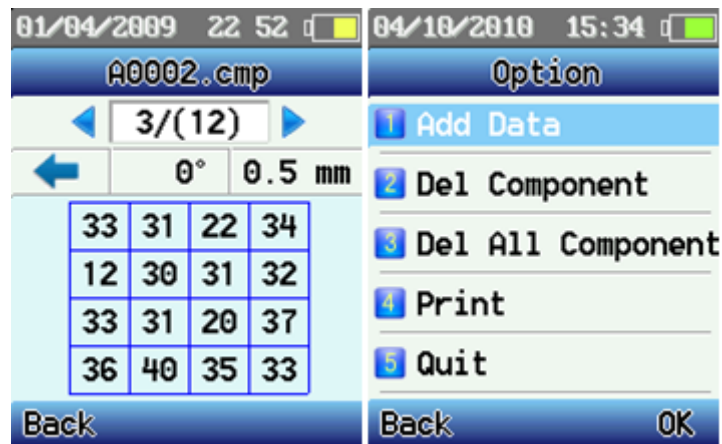 01/04/2009 22 52
A0002.cmp
3/(12)
0° 0.5 mm
33 31 22 34
12 30 31 32
33 31 20 37
36 40 35 33
Back
04/10/2010 15:34
Option
1 Add Data
2 Del Component
3 Del All Component
4 Print
5 Quit
Back OK